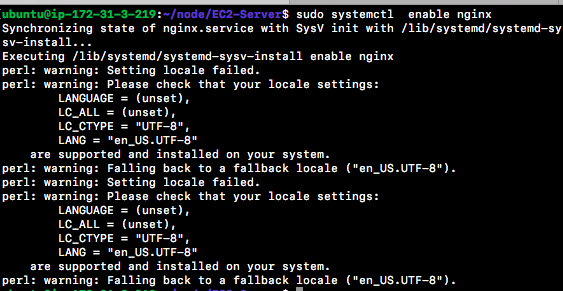 ubuntu@ip-172-31-3-219:~/node/EC2-Server$ sudo systemctl  enable nginx
Synchronizing state of nginx.service with SysV init with /lib/systemd/systemd-sy
sv-install...
Executing /lib/systemd/systemd-sysv-install enable nginx
perl: warning: Setting locale failed.
perl: warning: Please check that your locale settings:
        LANGUAGE = (unset),
        LC_ALL = (unset),
        LC_CTYPE = "UTF-8",
        LANG = "en_US.UTF-8"
    are supported and installed on your system.
perl: warning: Falling back to a fallback locale ("en_US.UTF-8").
perl: warning: Setting locale failed.
perl: warning: Please check that your locale settings:
        LANGUAGE = (unset),
        LC_ALL = (unset),
        LC_CTYPE = "UTF-8",
        LANG = "en_US.UTF-8"
    are supported and installed on your system.
perl: warning: Falling back to a fallback locale ("en_US.UTF-8").